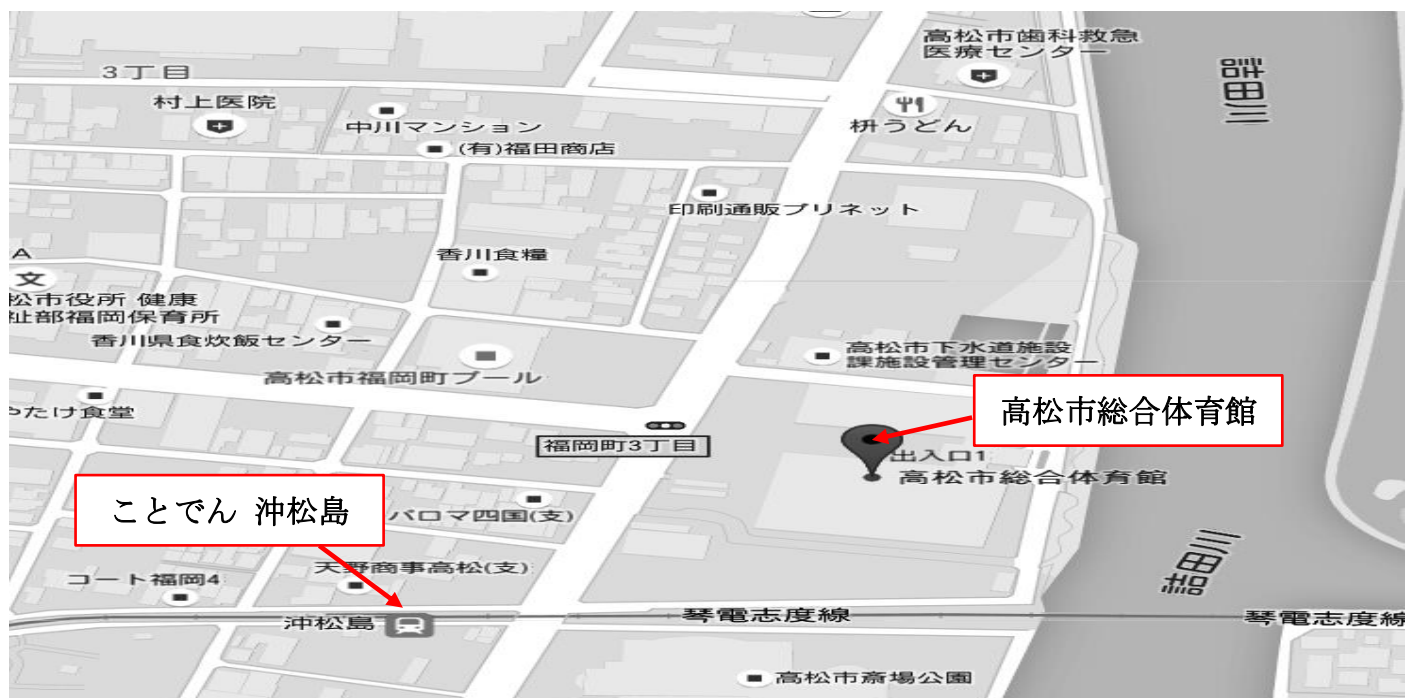 高松市歯科救急
医療センター
詰田川
3丁目
村上医院
中川マンション
(有)福田商店
枡うどん
印刷通販プリネット
香川食糧
A
文
松市役所 健康
祉部福岡保育所
香川県食炊飯センター
高松市福岡町プール
高松市下水道施設
課施設管理センター
やたけ食堂
福岡町3丁目
高松市総合体育館
出入口1
高松市総合体育館
ことでん 沖松島
パロマ四国(支)
天野商事高松(支)
コート福岡4
詰田川
沖松島
琴電志度線
琴電志度線
高松市斎場公園